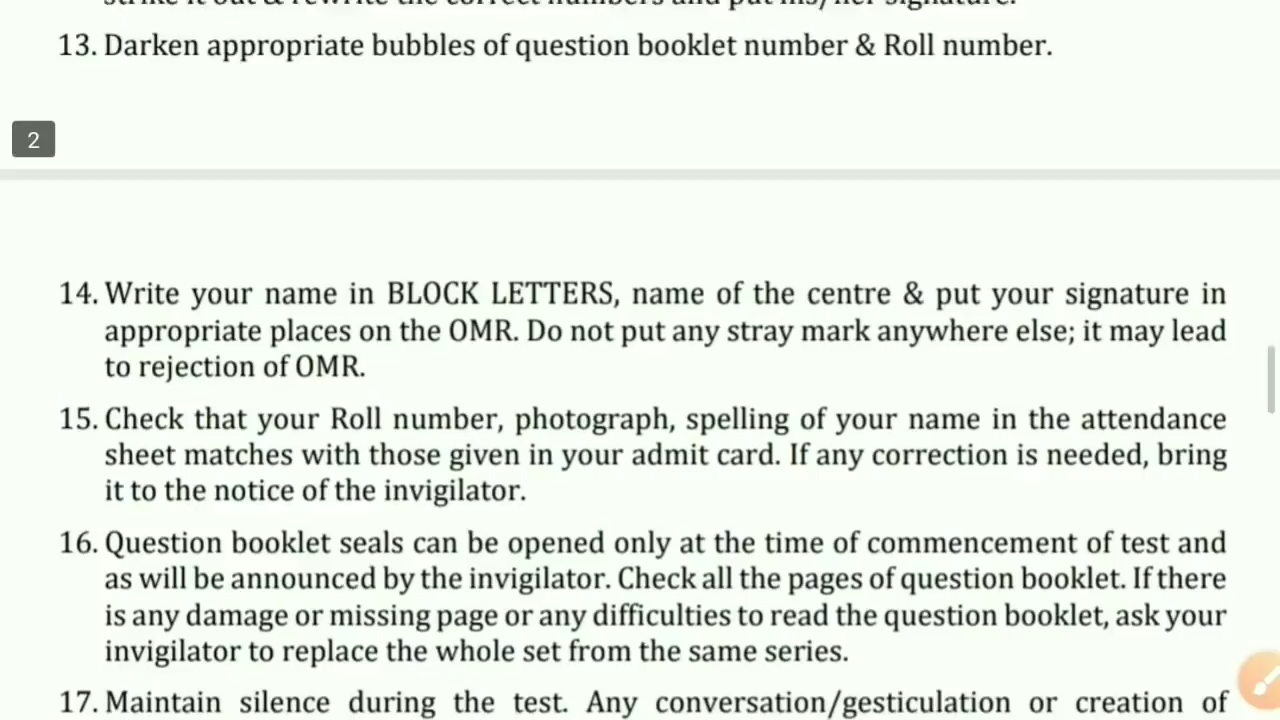 strike it out & rewrite the correct numbers and put his/her signature.
13. Darken appropriate bubbles of question booklet number & Roll number.
2
14. Write your name in BLOCK LETTERS, name of the centre & put your signature in
appropriate places on the OMR. Do not put any stray mark anywhere else; it may lead
to rejection of OMR.
15. Check that your Roll number, photograph, spelling of your name in the attendance
sheet matches with those given in your admit card. If any correction is needed, bring
it to the notice of the invigilator.
16. Question booklet seals can be opened only at the time of commencement of test and
as will be announced by the invigilator. Check all the pages of question booklet. If there
is any damage or missing page or any difficulties to read the question booklet, ask your
invigilator to replace the whole set from the same series.
17. Maintain silence during the test. Any conversation/gesticulation or creation of